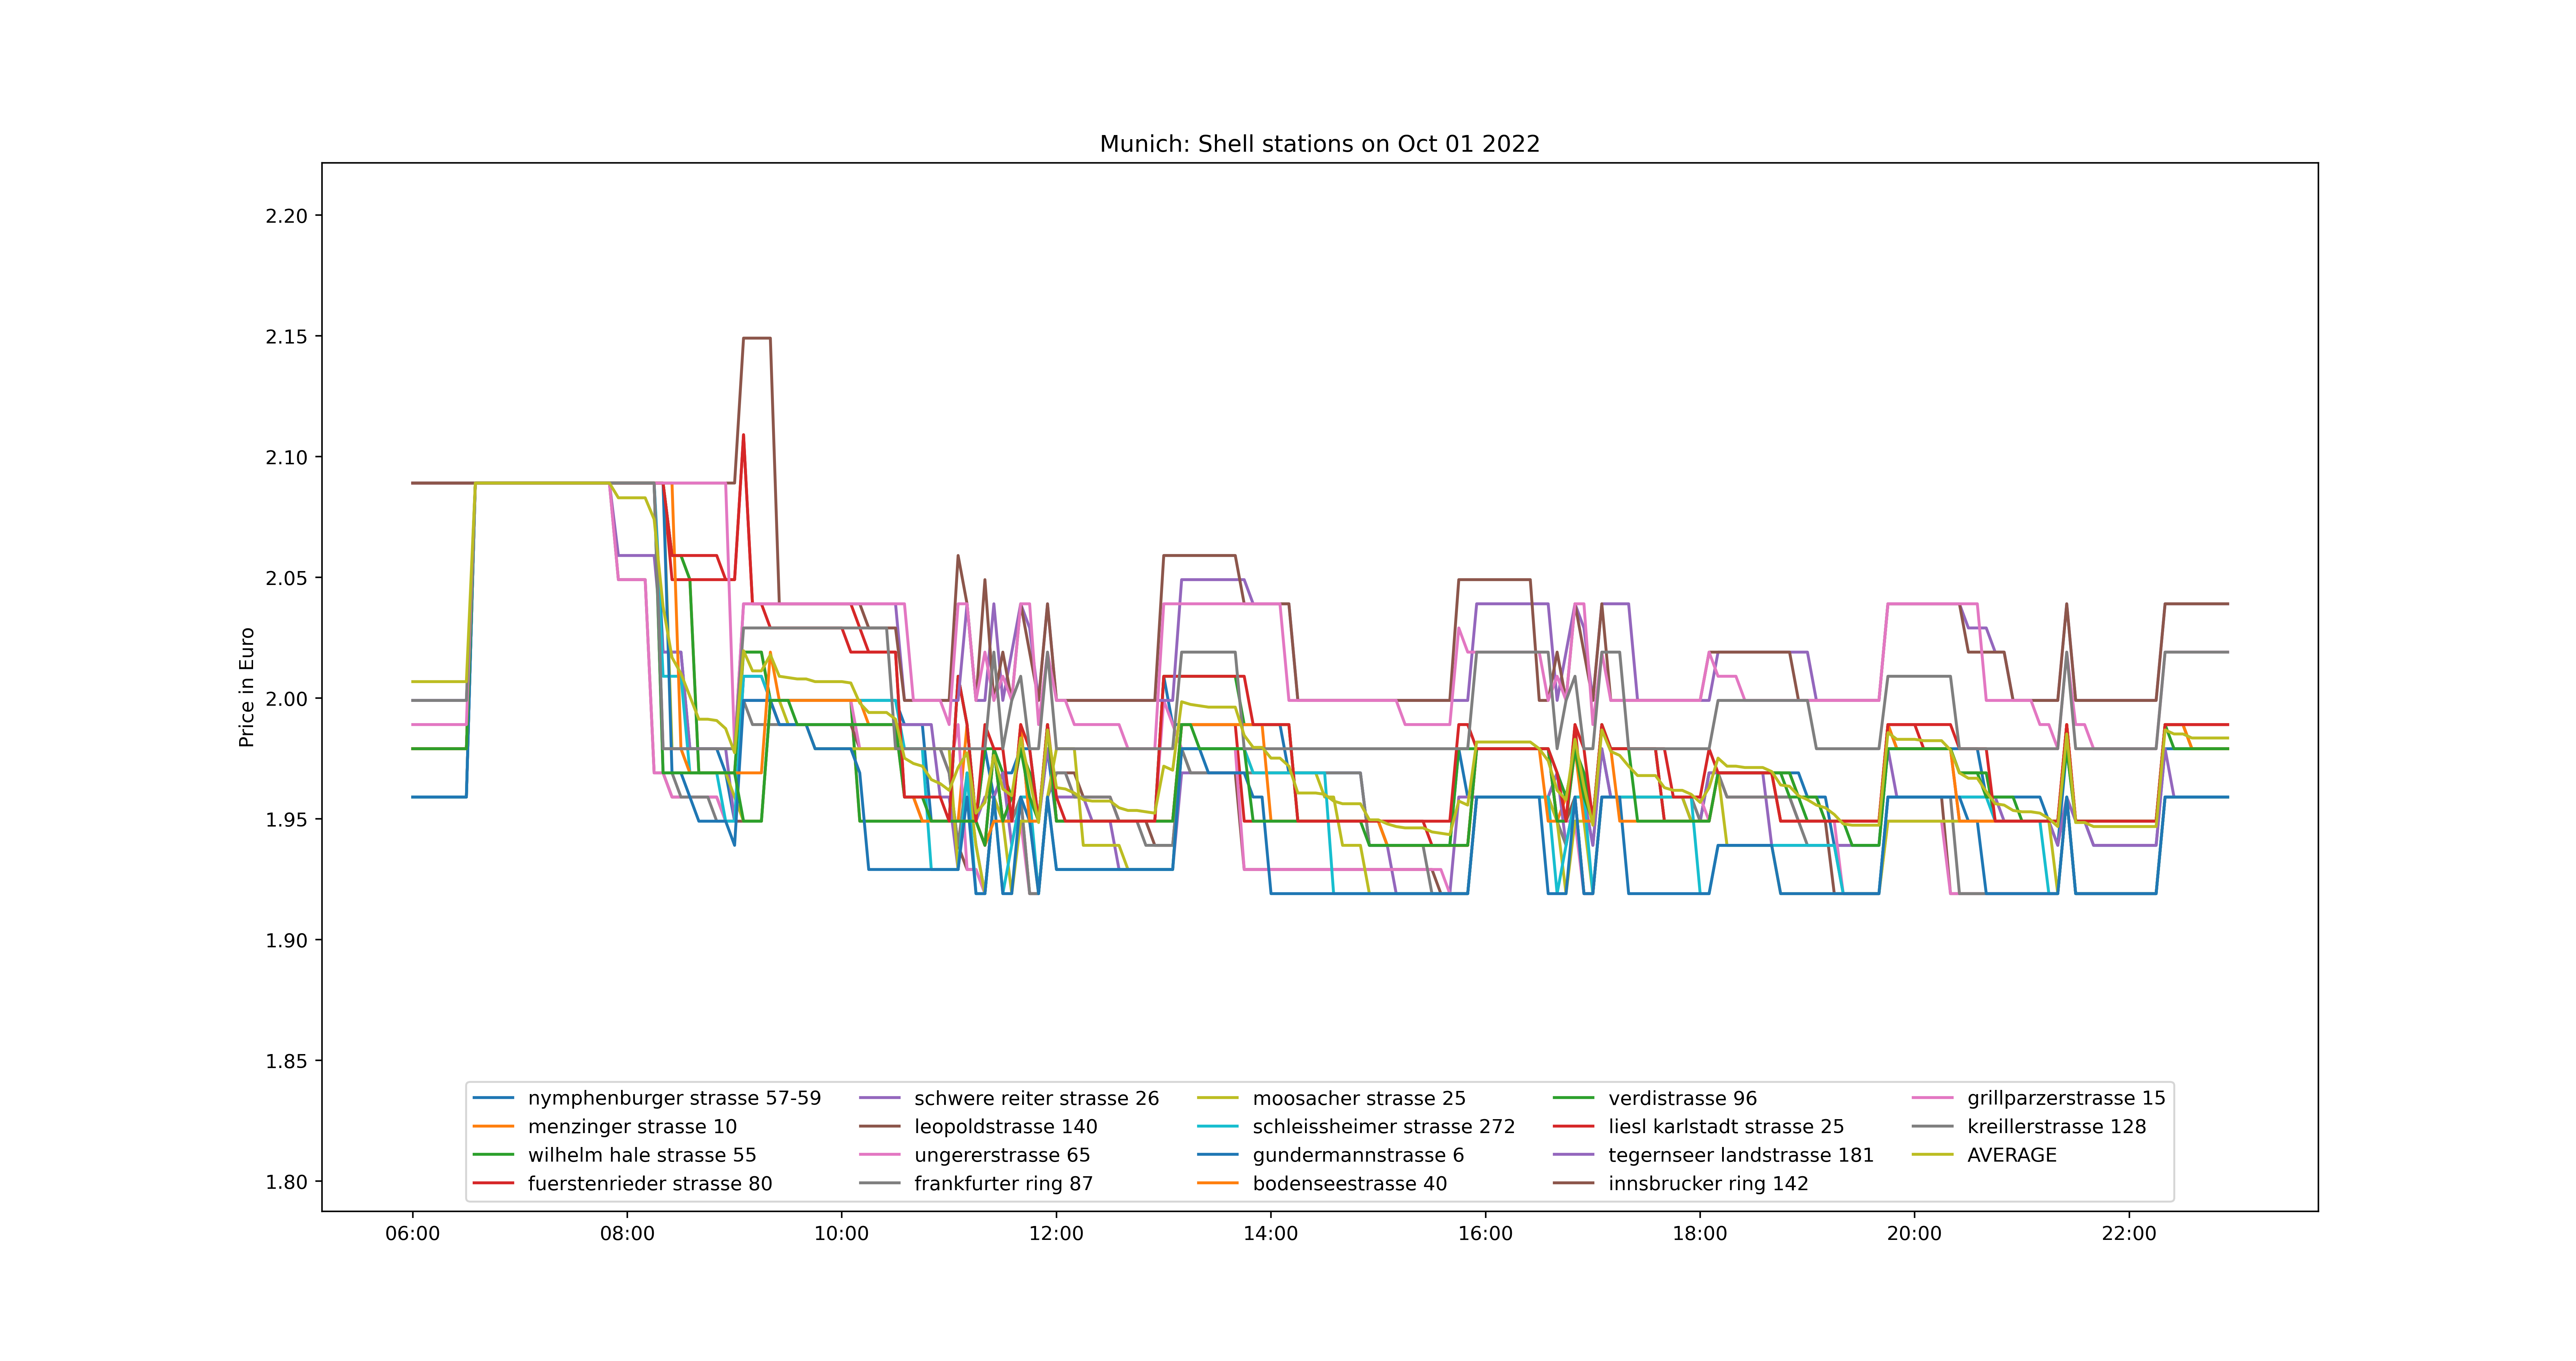 Munich: Shell stations on Oct 01 2022
Price in Euro
2.20
2.15
2.10
2.05
2.00
1.95
1.90
1.85
1.80
nymphenburger strasse 57-59
menzinger strasse 10
wilhelm hale strasse 55
fuerstenrieder strasse 80
schwere reiter strasse 26
leopoldstrasse 140
ungererstrasse 65
frankfurter ring 87
moosacher strasse 25
schleissheimer strasse 272
gundermannstrasse 6
bodenseestrasse 40
verdistrasse 96
liesl karlstadt strasse 25
tegernseer landstrasse 181
innsbrucker ring 142
grillparzerstrasse 15
kreillerstrasse 128
AVERAGE
06:00
08:00
10:00
12:00
14:00
16:00
18:00
20:00
22:00